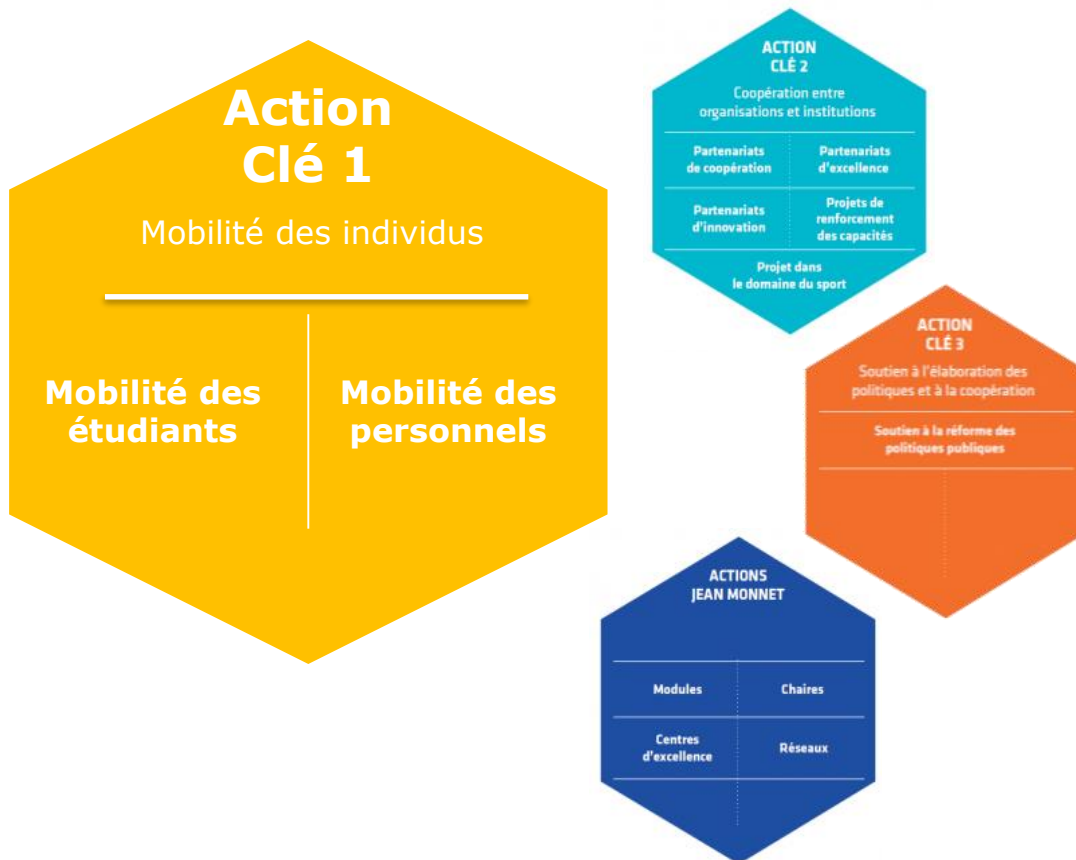 Action
Clé 1
Mobilité des individus
Mobilité des
étudiants
Mobilité des
personnels
ACTION
CLÉ 2
Coopération entre
organisations et institutions
Partenariats
de coopération
Partenariats
d'excellence
Partenariats
d'innovation
Projets de
renforcement
des capacités
Projet dans
le domaine du sport
ACTION
CLÉ 3
Soutien à l'élaboration des
politiques et à la coopération
Soutien à la réforme des
politiques publiques
ACTIONS
JEAN MONNET
Modules
Chaires
Centres
d'excellence
Réseaux